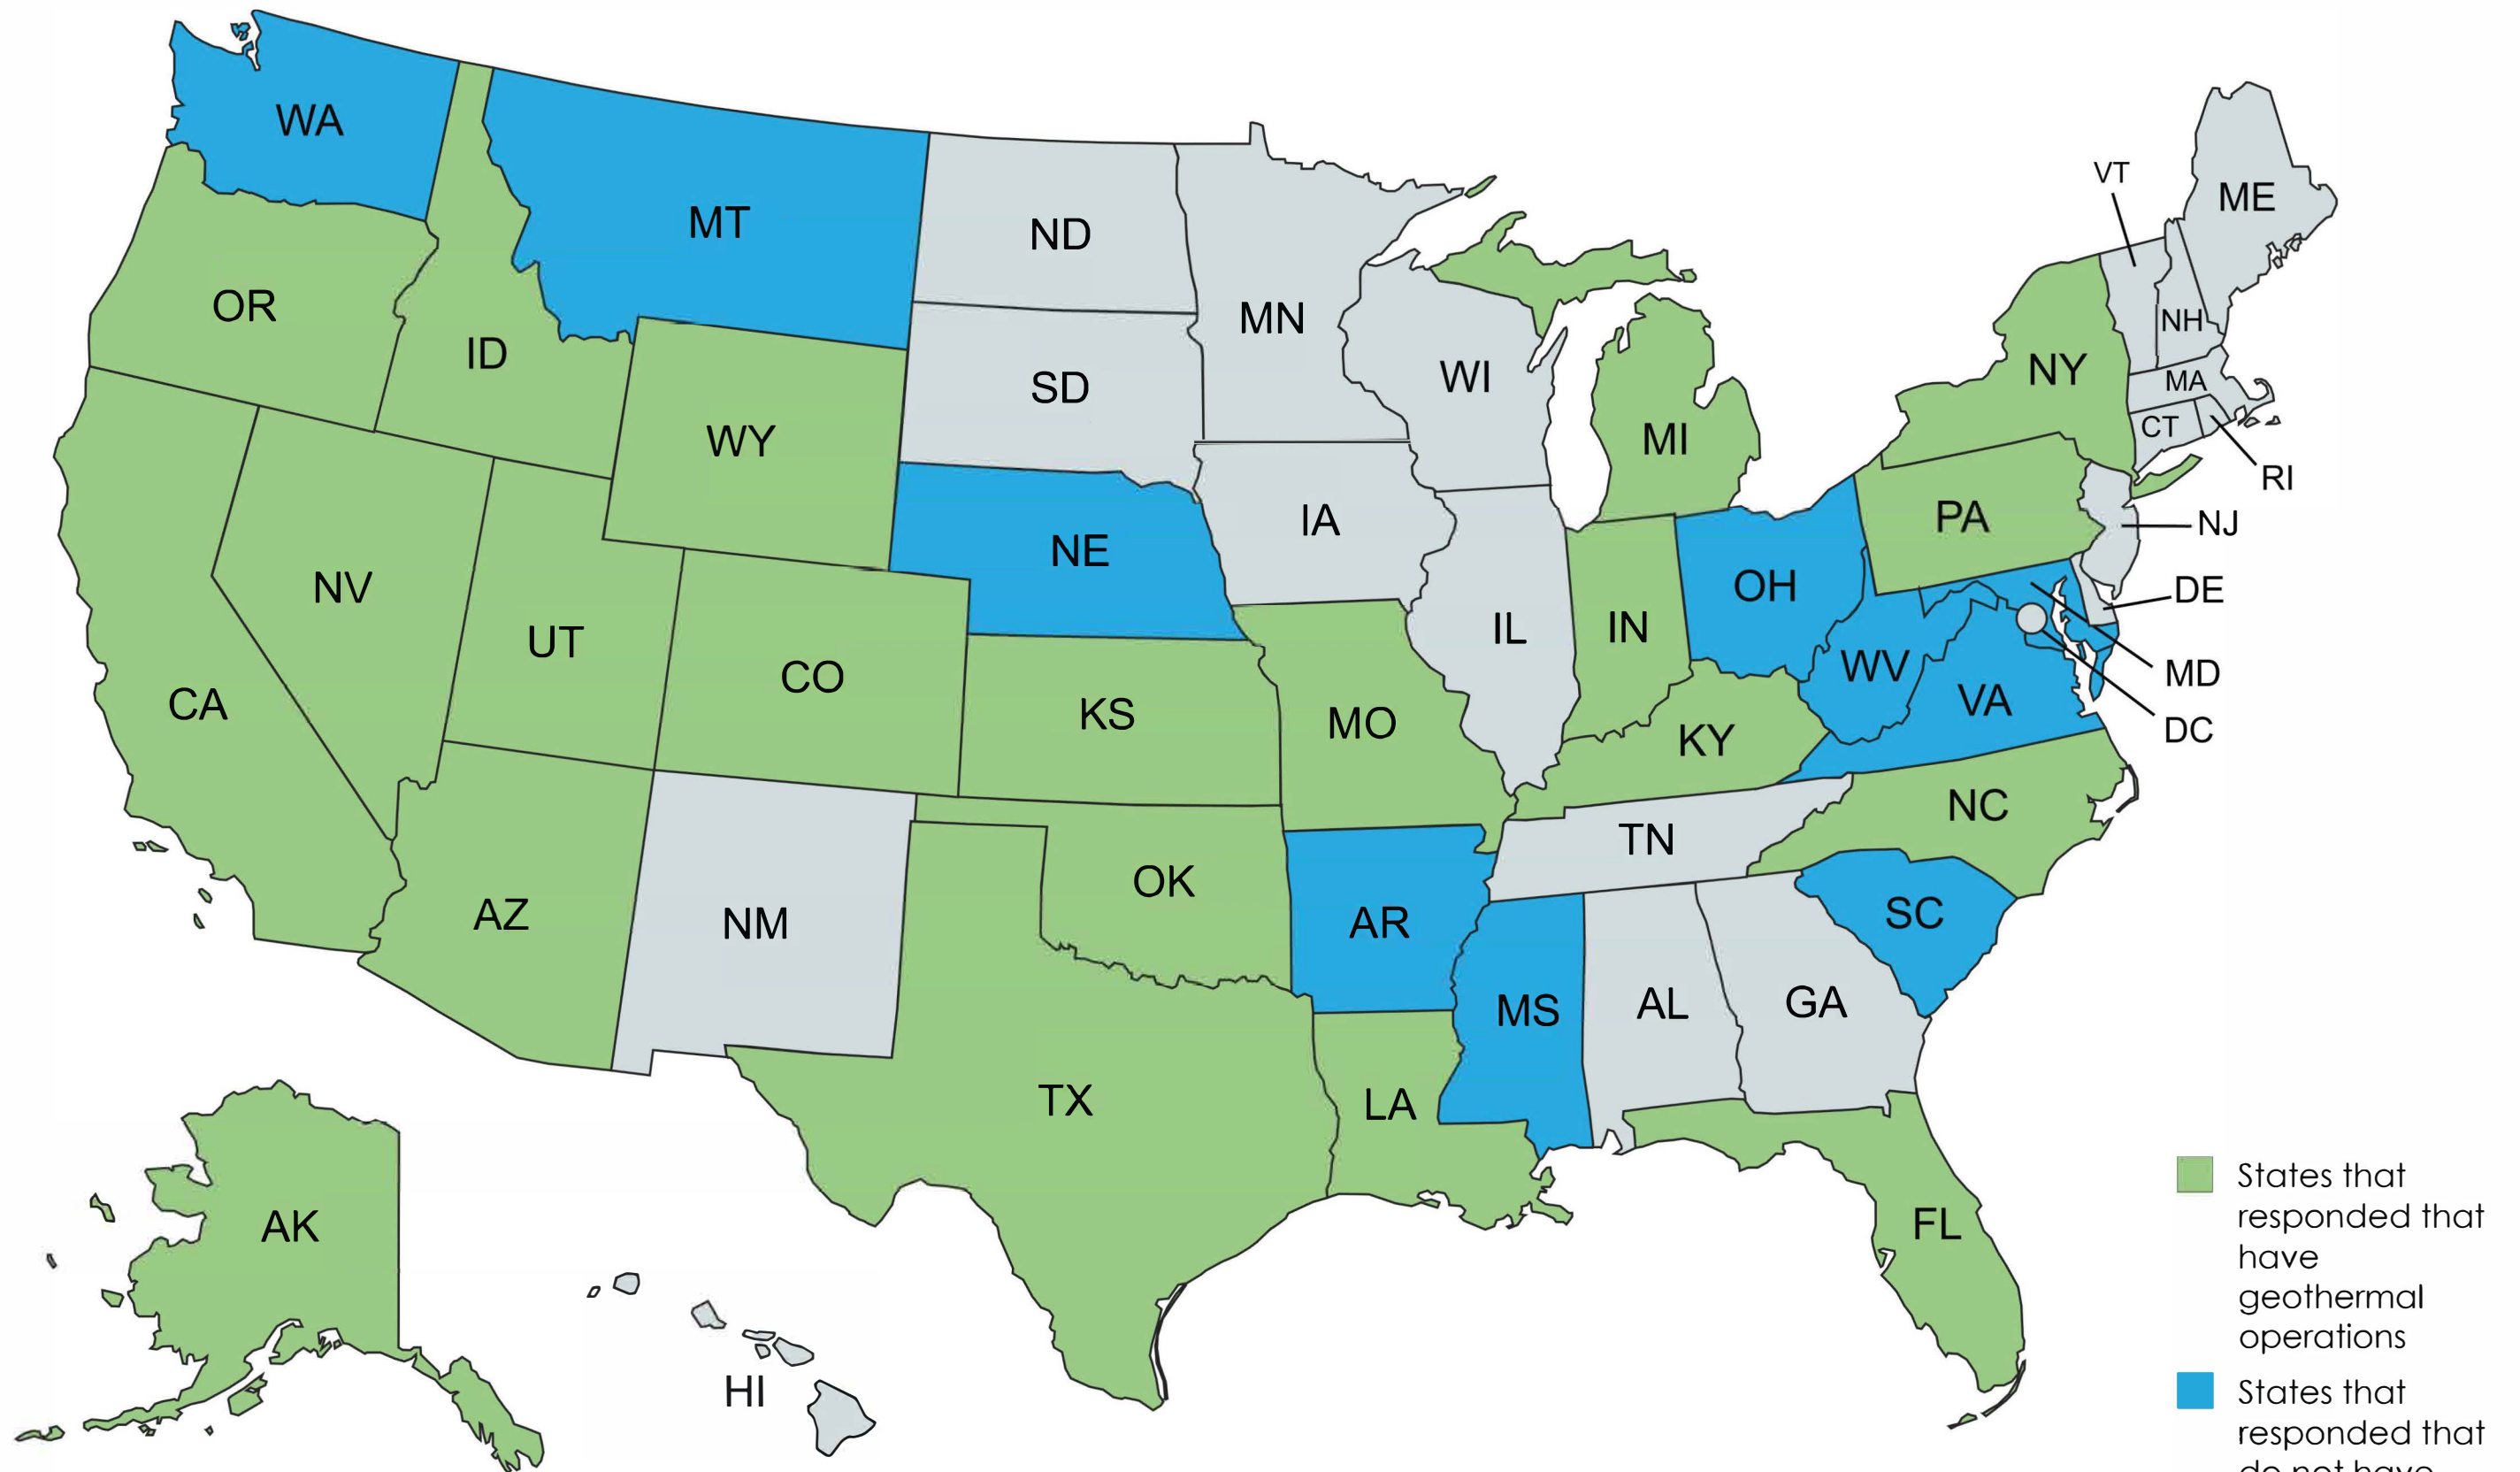 WA
MT
ND
MN
VT
ME
OR
ID
SD
WI
NH
NY
MA
WY
MI
CT
RI
NE
IA
PA
NJ
NV
UT
CO
IL
IN
OH
DE
WV
MD
CA
KS
MO
KY
VA
DC
NC
TN
AZ
NM
OK
AR
SC
MS
AL
GA
TX
LA
AK
FL
HI
States that
responded that
have
geothermal
operations
States that
responded that
do not have